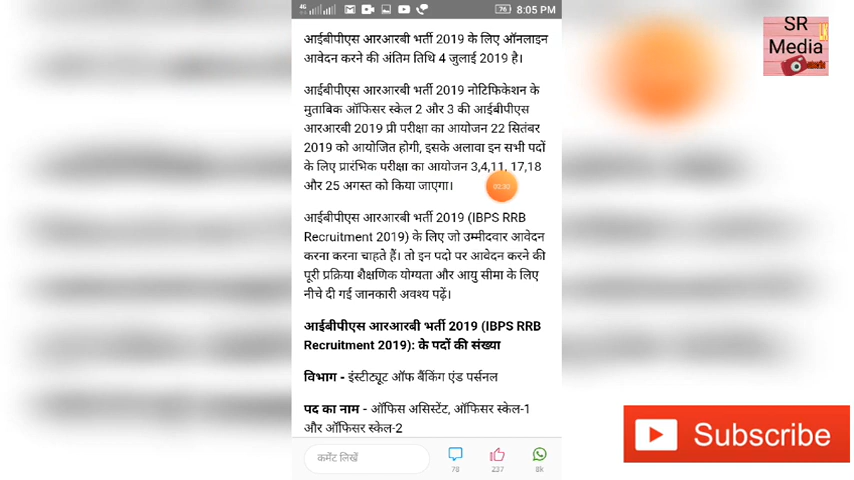 4G
76
8:05 PM
SR
Media
आईबीपीएस आरआरबी भर्ती 2019 के लिए ऑनलाइन
आवेदन करने की अंतिम तिथि 4 जुलाई 2019 है।
आईबीपीएस आरआरबी भर्ती 2019 नोटिफिकेशन के
मुताबिक ऑफिसर स्केल 2 और 3 की आईबीपीएस
आरआरबी 2019 प्री परीक्षा का आयोजन 22 सितंबर
2019 को आयोजित होगी, इसके अलावा इन सभी पदों
के लिए प्रारंभिक परीक्षा का आयोजन 3,4,11, 17,18
और 25 अगस्त को किया जाएगा।
00:30
आईबीपीएस आरआरबी भर्ती 2019 (IBPS RRB
Recruitment 2019) के लिए जो उम्मीदवार आवेदन
करना करना चाहते हैं। तो इन पदो पर आवेदन करने की
पूरी प्रक्रिया शैक्षणिक योग्यता और आयु सीमा के लिए
नीचे दी गई जानकारी अवश्य पढ़ें।
आईबीपीएस आरआरबी भर्ती 2019 (IBPS RRB
Recruitment 2019): के पदों की संख्या
विभाग - इंस्टीट्यूट ऑफ बैंकिंग एंड पर्सनल
पद का नाम - ऑफिस असिस्टेंट, ऑफिसर स्केल-1
और ऑफिसर स्केल-2
कमेंट लिखें
78
237
8k
Subscribe